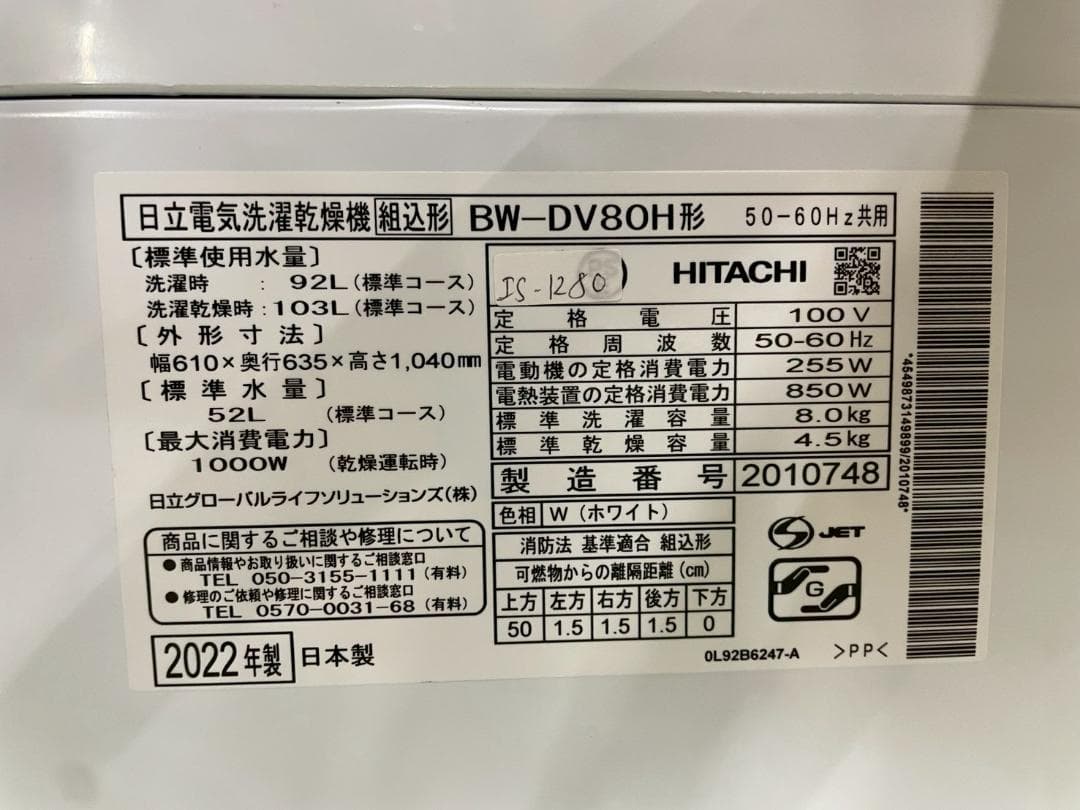 日立電気洗濯乾燥機 組込形 BW-DV80H形 50-60Hz共用
〔標準使用水量〕
洗濯時 : 92L(標準コース)
洗濯乾燥時:103L(標準コース)
〔外形寸法〕
幅610×奥行635×高さ1,040mm
〔標準水量〕
52L (標準コース)
〔最大消費電力〕
1000W (乾燥運転時)
日立グローバルライフソリューションズ(株)
商品に関するご相談や修理について
●商品情報やお取り扱いに関するご相談窓口
TEL 050-3155-1111(有料)
●修理のご依頼や修理に関するご相談窓口
TEL 0570-0031-68(有料)
2022年製 日本製
IS-1280
HITACHI
定格電圧 100V
定格周波数 50-60Hz
電動機の定格消費電力 255W
電熱装置の定格消費電力 850W
標準洗濯容量 8.0kg
標準乾燥容量 4.5kg
製造番号 2010748
色相 W(ホワイト)
消防法 基準適合 組込形
可燃物からの離隔距離(cm)
上方 左方 右方 後方 下方
50 1.5 1.5 1.5 0
S JET
G
0L92B6247-A >PP<
*4549873149899/2010748*